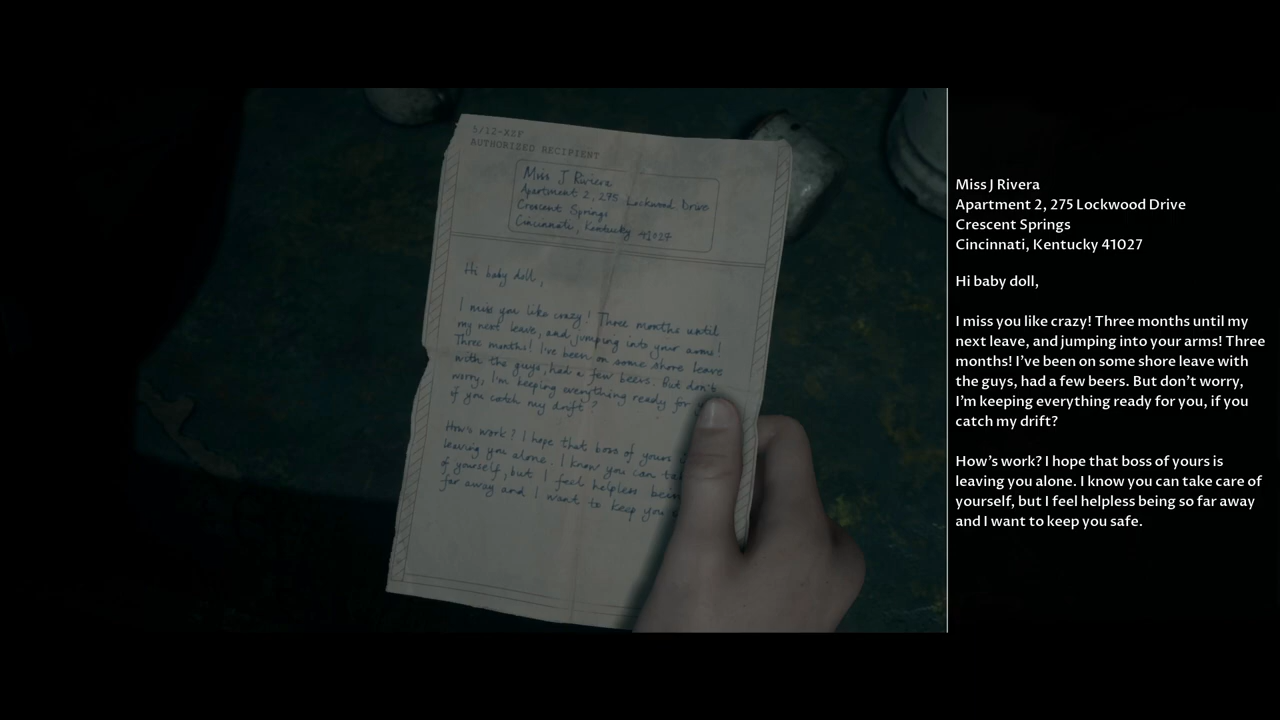 5/12-XSF
AUTHORIZED RECIPIENT
Miss J Rivera
Apartment 2, 275 Lockwood Drive
Crescent Springs
Cincinnati, Kentucky 41027
Hi baby doll,
I miss you like crazy! Three months until
my next leave, and jumping into your arms!
Three months! I've been on some shore leave
with the guys, had a few beers. But don't
worry, I'm keeping everything ready for
if you catch my drift?
How's work? I hope that boss of yours
leaving you alone. I know you can
of yourself, but I feel helpless
far away and I want to keep you
Miss J Rivera
Apartment 2, 275 Lockwood Drive
Crescent Springs
Cincinnati, Kentucky 41027
Hi baby doll,
I miss you like crazy! Three months until my
next leave, and jumping into your arms! Three
months! I've been on some shore leave with
the guys, had a few beers. But don't worry,
I'm keeping everything ready for you, if you
catch my drift?
How's work? I hope that boss of yours is
leaving you alone. I know you can take care of
yourself, but I feel helpless being so far away
and I want to keep you safe.